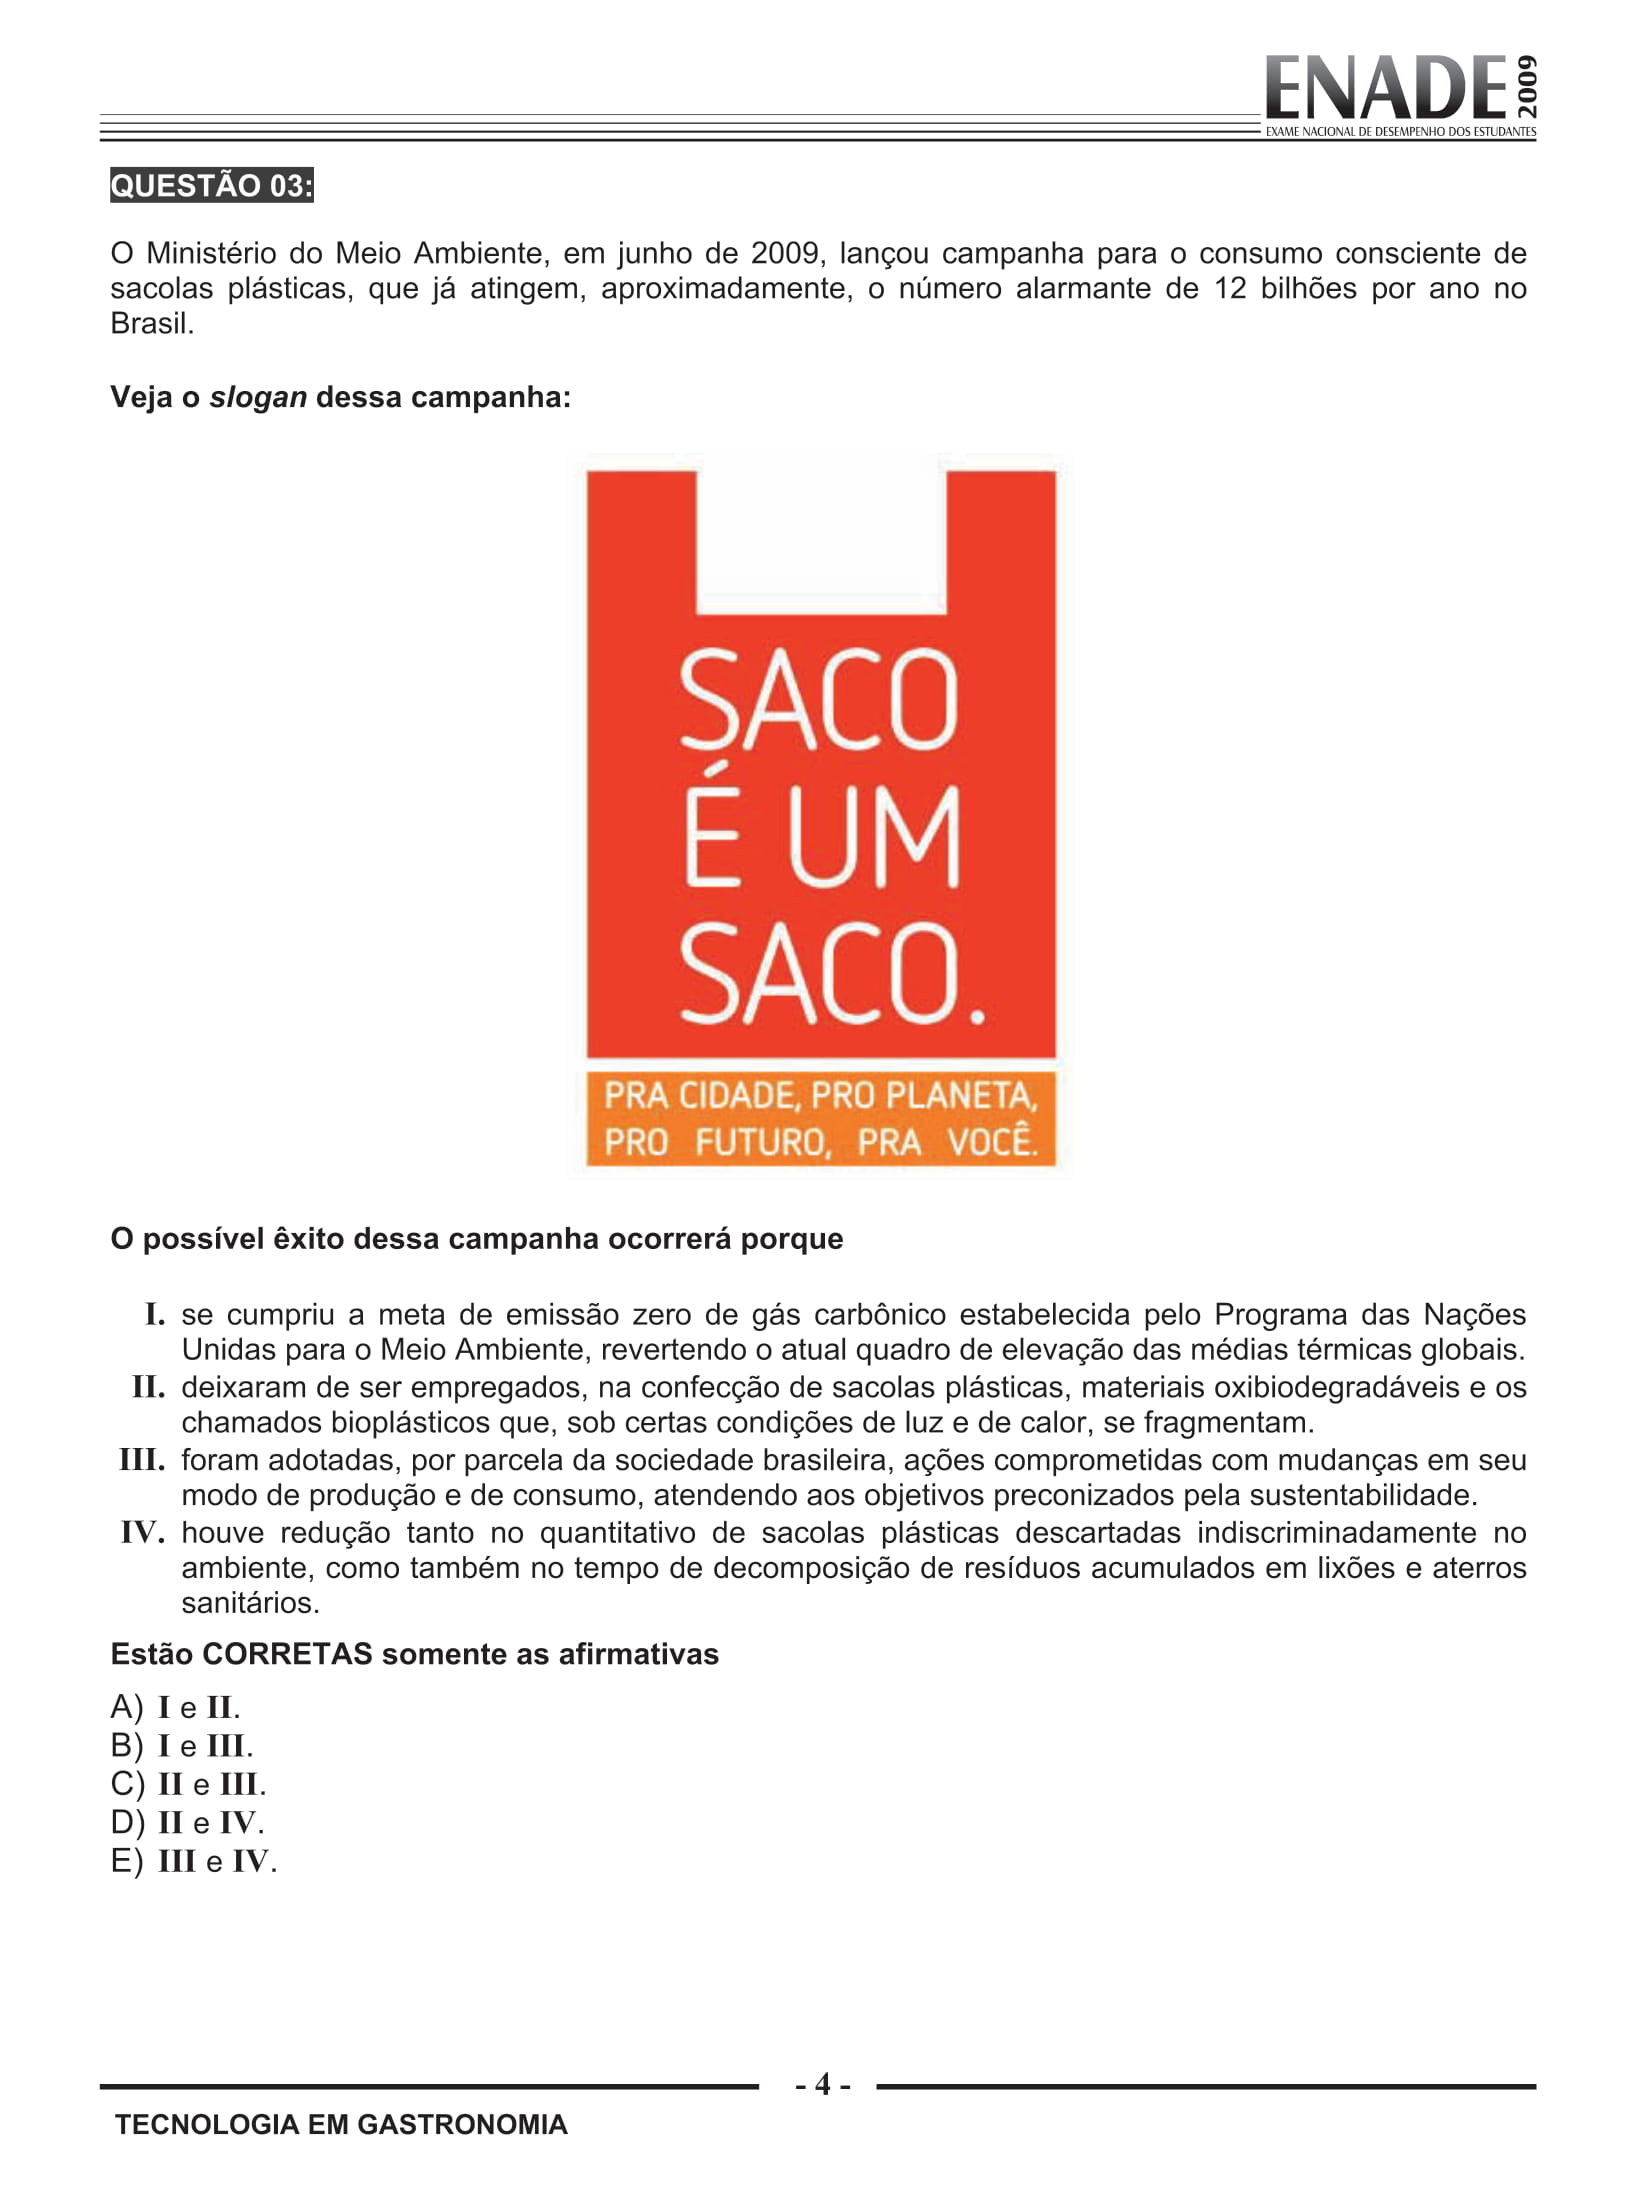 ENADE 2009
EXAME NACIONAL DE DESEMPENHO DOS ESTUDANTES
QUESTÃO 03:
O Ministério do Meio Ambiente, em junho de 2009, lançou campanha para o consumo consciente de
sacolas plásticas, que já atingem, aproximadamente, o número alarmante de 12 bilhões por ano no
Brasil.
Veja o slogan dessa campanha:
SACO
É UM
SACO.
PRA CIDADE, PRO PLANETA,
PRO FUTURO, PRA VOCÊ.
O possível êxito dessa campanha ocorrerá porque
I. se cumpriu a meta de emissão zero de gás carbônico estabelecida pelo Programa das Nações
Unidas para o Meio Ambiente, revertendo o atual quadro de elevação das médias térmicas globais.
II. deixaram de ser empregados, na confecção de sacolas plásticas, materiais oxibiodegradáveis e os
chamados bioplásticos que, sob certas condições de luz e de calor, se fragmentam.
III. foram adotadas, por parcela da sociedade brasileira, ações comprometidas com mudanças em seu
modo de produção e de consumo, atendendo aos objetivos preconizados pela sustentabilidade.
IV. houve redução tanto no quantitativo de sacolas plásticas descartadas indiscriminadamente no
ambiente, como também no tempo de decomposição de resíduos acumulados em lixões e aterros
sanitários.
Estão CORRETAS somente as afirmativas
A) I e II.
B) I e III.
C) II e III.
D) II e IV.
E) III e IV.
- 4 -
TECNOLOGIA EM GASTRONOMIA